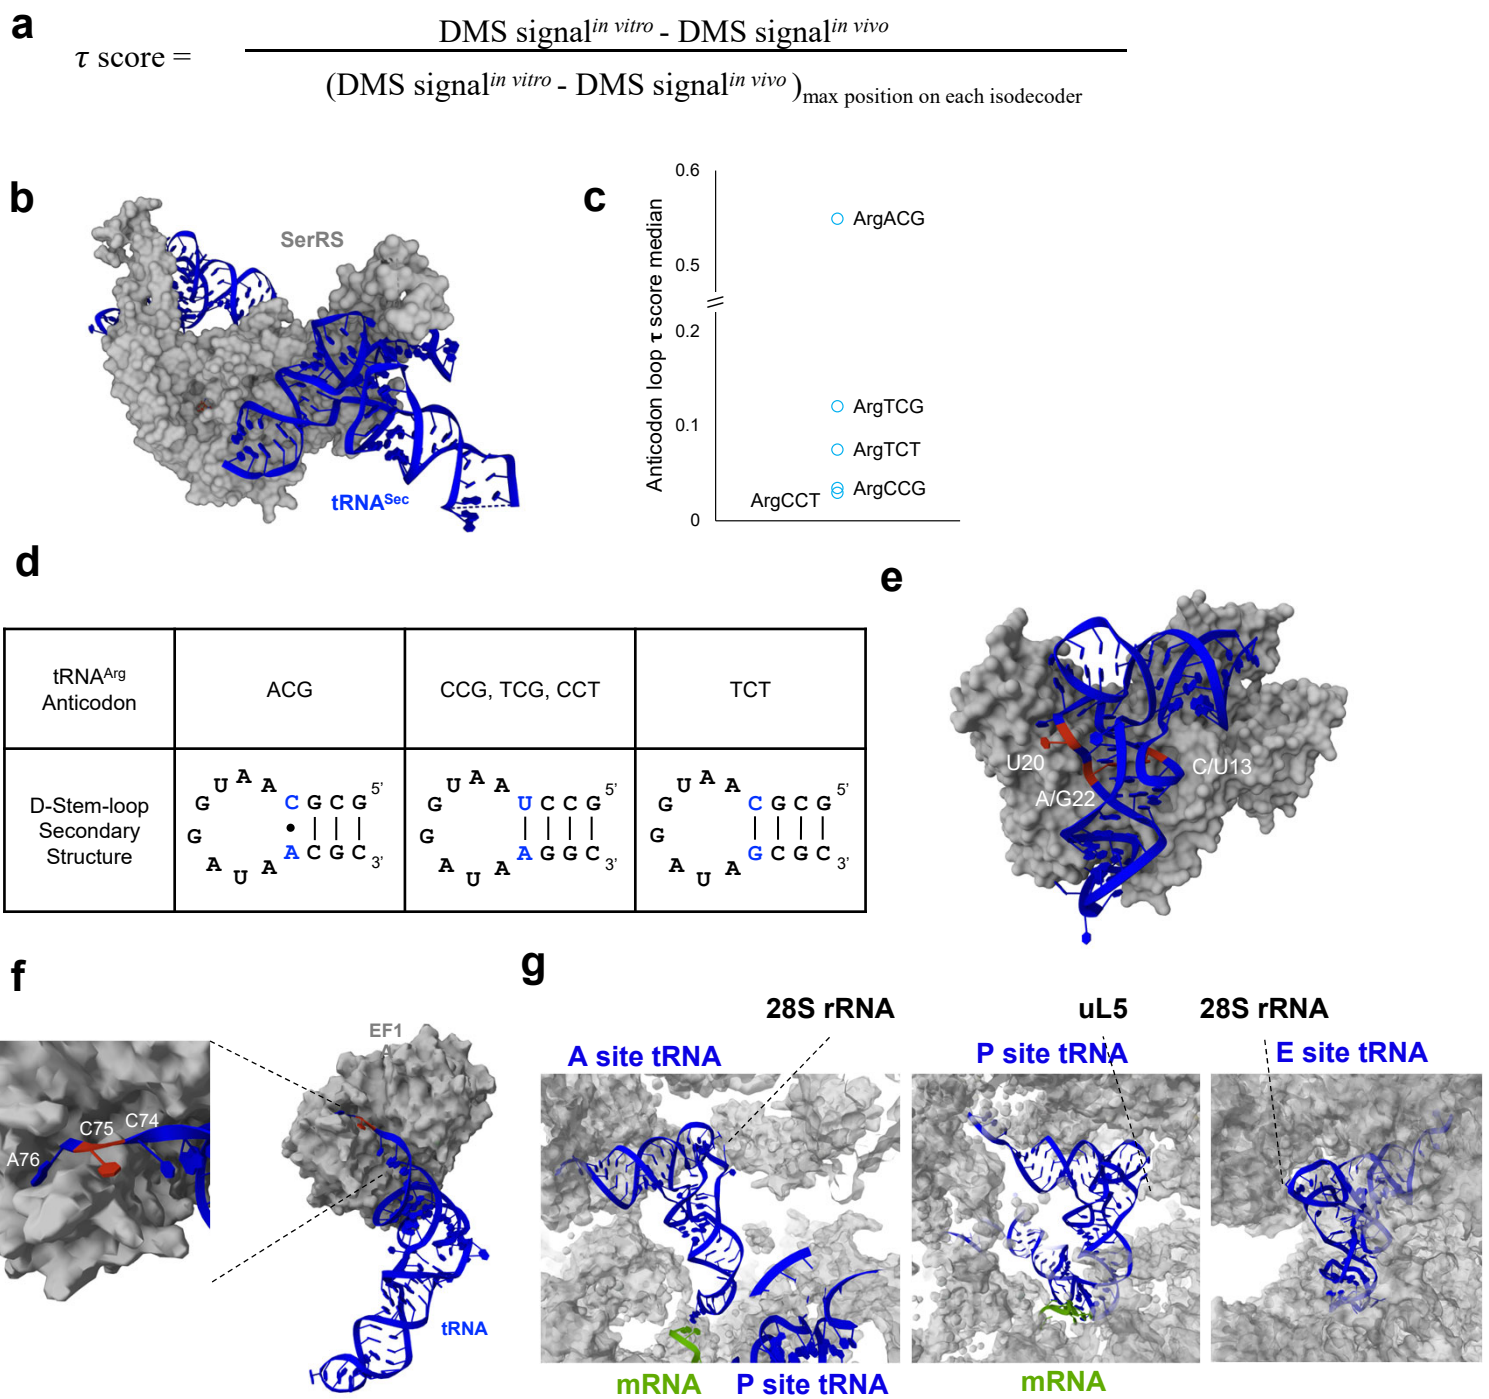 a
τ score =
DMS signal^in vitro - DMS signal^in vivo
(DMS signal^in vitro - DMS signal^in vivo)max position on each isodecoder
b
SerRS
tRNASec
c
Anticodon loop τ score median
0.6
0.5
0.2
0.1
0
ArgACG
ArgTCG
ArgTCT
ArgCCG
ArgCCT
d
tRNAArg
Anticodon
ACG
CCG, TCG, CCT
TCT
D-Stem-loop
Secondary
Structure
G U A A C G C G 5’
G
A U A A C G C 3’
G U A A U C C G 5’
G
A U A A G G C 3’
G U A A C G C G 5’
G
A U A G C G C 3’
e
U20
C/U13
A/G22
f
EF1
A
C75
C74
A76
tRNA
g
28S rRNA
uL5
28S rRNA
A site tRNA
P site tRNA
E site tRNA
mRNA
P site tRNA
mRNA